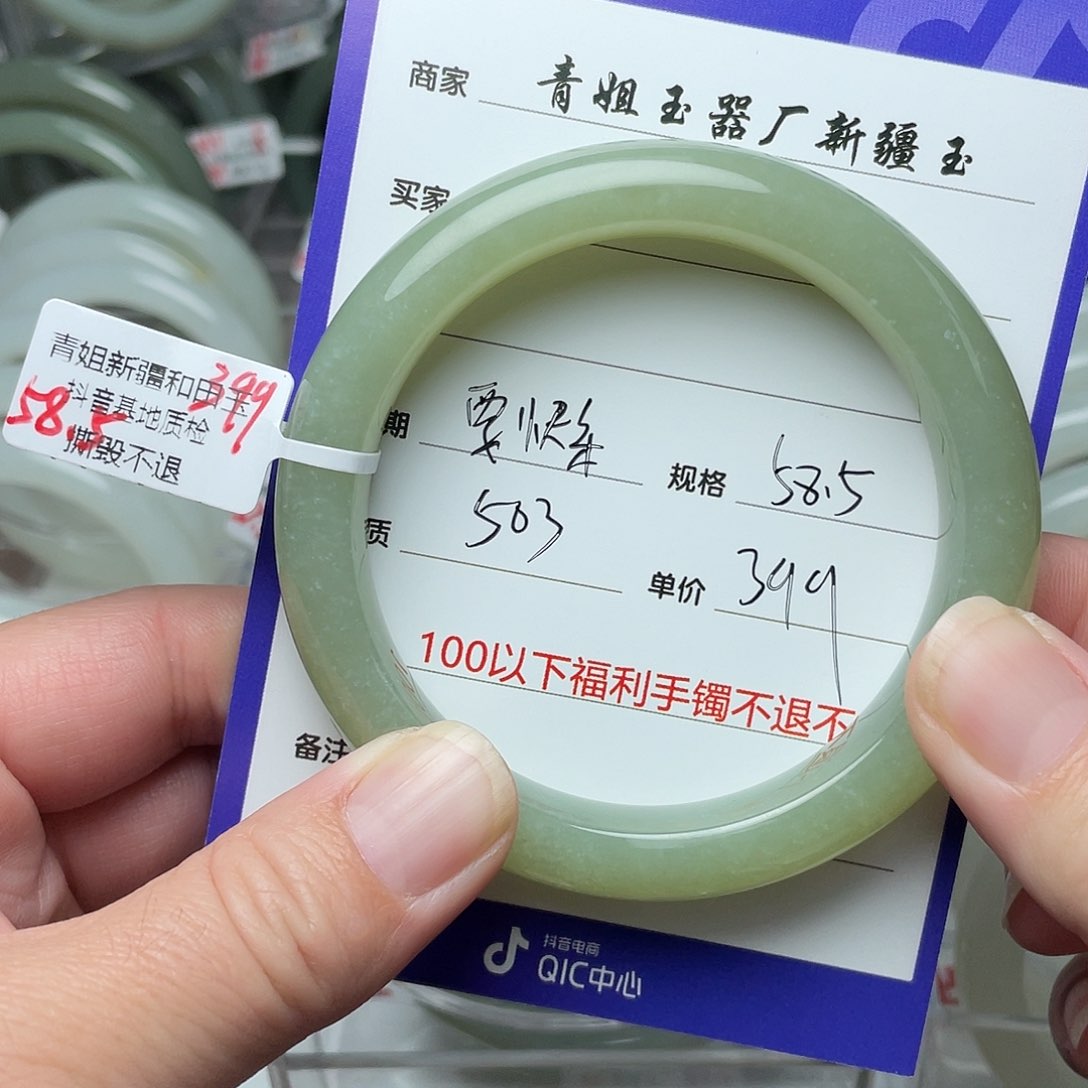 商家 青姐玉器厂新疆玉
买家
期
规格 58.5
质 503
单价 399
100以下福利手镯不退不
备注
抖音电商
QIC中心
青姐新疆和田玉
399
抖音基地质检
58.5
撕毁不退